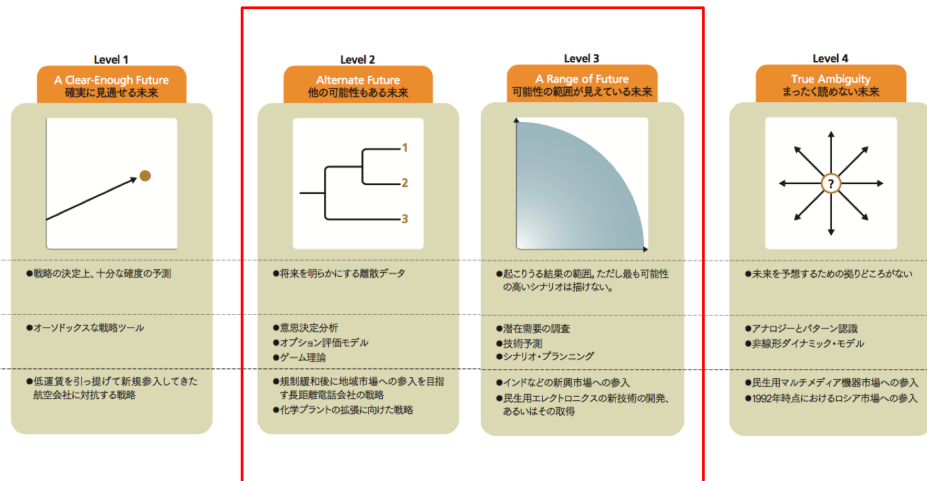 Level 1
A Clear-Enough Future
確実に見通せる未来
●戦略の決定上、十分な確度の予測
●オーソドックスな戦略ツール
●低運賃を引っ提げて新規参入してきた
航空会社に対抗する戦略
Level 2
Alternate Future
他の可能性もある未来
1
2
3
●将来を明らかにする離散データ
●意思決定分析
●オプション評価モデル
●ゲーム理論
●規制緩和後に地域市場への参入を目指
す長距離電話会社の戦略
●化学プラントの拡張に向けた戦略
Level 3
A Range of Future
可能性の範囲が見えている未来
●起こりうる結果の範囲。ただし最も可能性
の高いシナリオは描けない。
●潜在需要の調査
●技術予測
●シナリオ・プランニング
●インドなどの新興市場への参入
●民生用エレクトロニクスの新技術の開発、
あるいはその取得
Level 4
True Ambiguity
まったく読めない未来
?
●未来を予想するための拠りどころがない
●アナロジーとパターン認識
●非線形ダイナミック・モデル
●民生用マルチメディア機器市場への参入
●1992年時点におけるロシア市場への参入